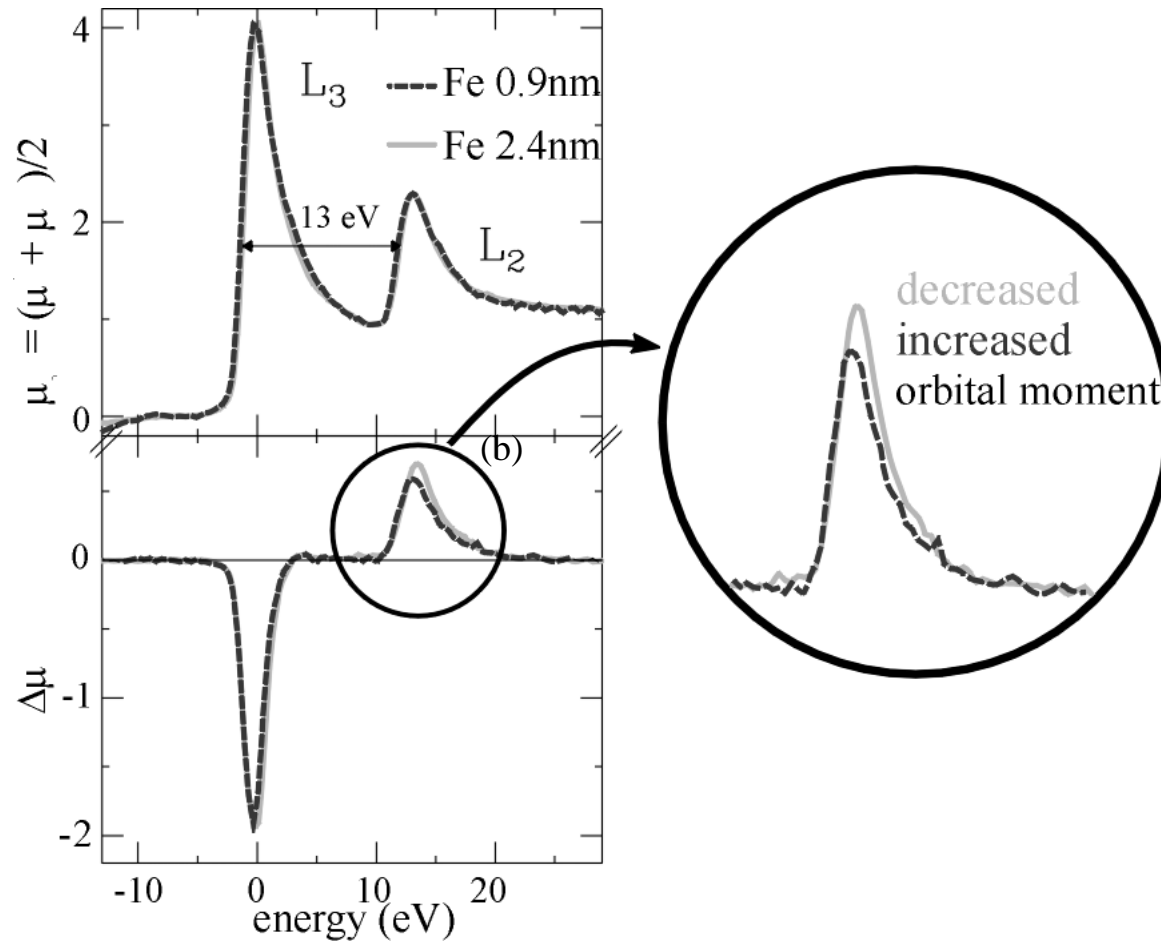 4
2
0
μ = (μ + μ )/2
L₃
Fe 0.9nm
Fe 2.4nm
13 eV
L₂
(b)
0
-1
-2
Δμ
-10
0
10
20
energy (eV)
decreased
increased
orbital moment